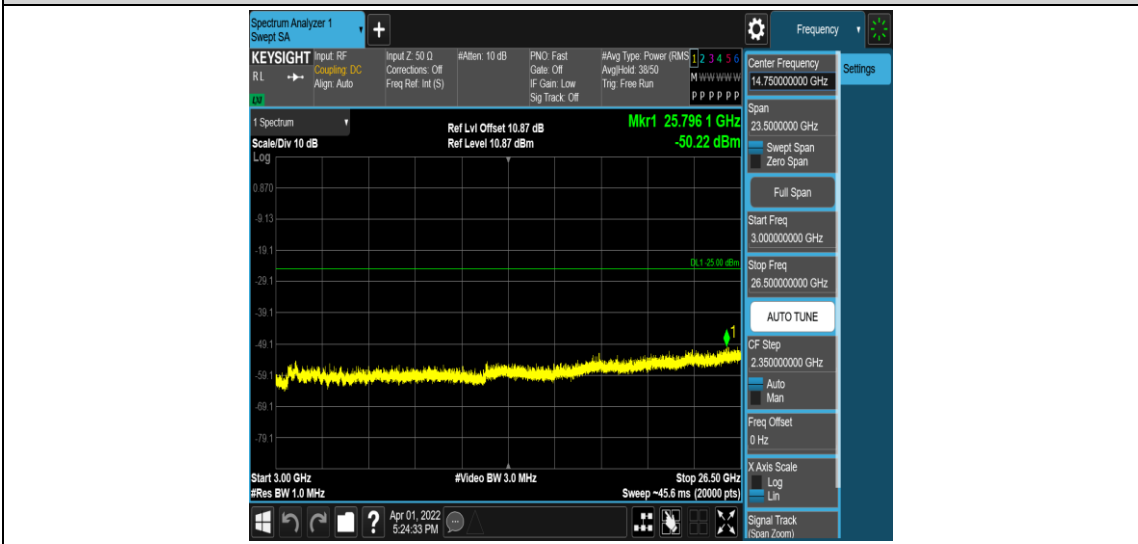 Spectrum Analyzer 1
Swept SA
+
Frequency
KEYSIGHT
RL
LXI
Input: RF
Coupling: DC
Align: Auto
Input Z: 50 Ω
Corrections: Off
Freq Ref: Int (S)
#Atten: 10 dB
PNO: Fast
Gate: Off
IF Gain: Low
Sig Track: Off
#Avg Type: Power (RMS
Avg|Hold: 38/50
Trig: Free Run
1 2 3 4 5 6
M W W W W W
P P P P P P
1 Spectrum
Scale/Div 10 dB
Log
Ref Lvl Offset 10.87 dB
Ref Level 10.87 dBm
Mkr1 25.796 1 GHz
-50.22 dBm
0.870
-9.13
-19.1
DL1 -25.00 dBm
-29.1
-39.1
1
-49.1
-59.1
-69.1
-79.1
Start 3.00 GHz
#Res BW 1.0 MHz
#Video BW 3.0 MHz
Stop 26.50 GHz
Sweep ~45.6 ms (20000 pts)
Center Frequency
14.750000000 GHz
Settings
Span
23.5000000 GHz
Swept Span
Zero Span
Full Span
Start Freq
3.000000000 GHz
Stop Freq
26.500000000 GHz
AUTO TUNE
CF Step
2.350000000 GHz
Auto
Man
Freq Offset
0 Hz
X Axis Scale
Log
Lin
Signal Track
(Span Zoom)
?
Apr 01, 2022
5:24:33 PM